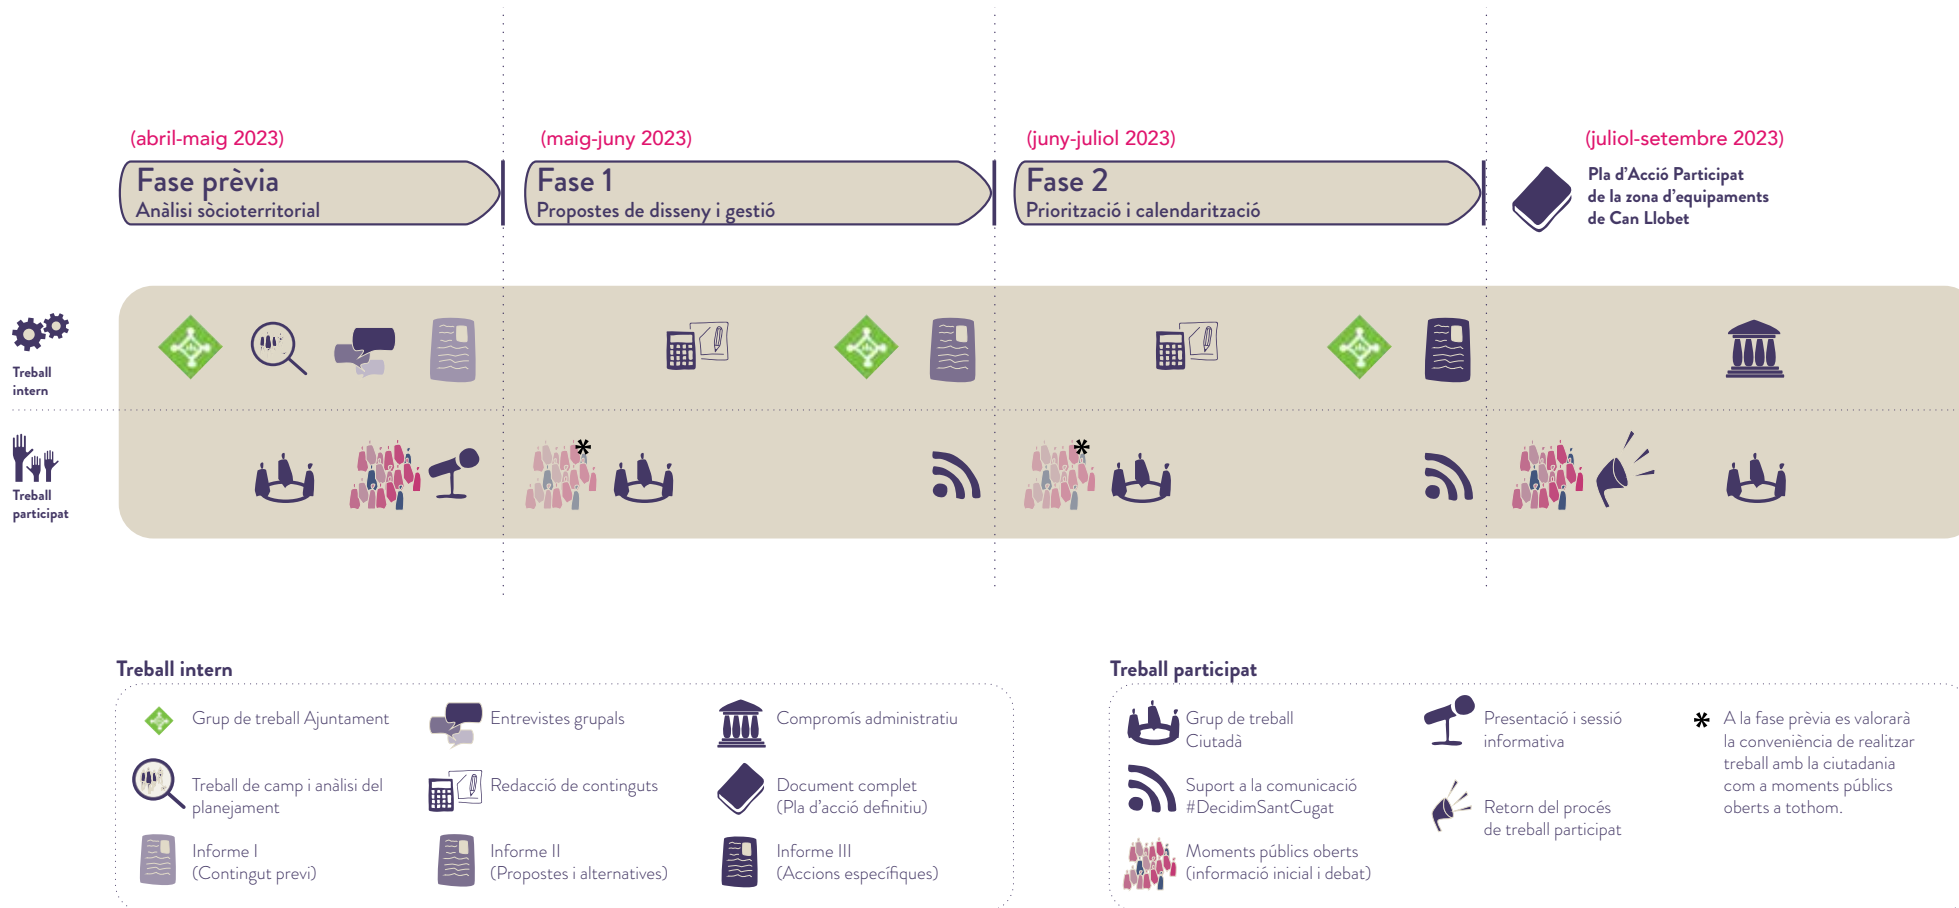 (abril-maig 2023)
Fase prèvia
Anàlisi sòcioterritorial
(maig-juny 2023)
Fase 1
Propostes de disseny i gestió
(juny-juliol 2023)
Fase 2
Priorització i calendarització
(juliol-setembre 2023)
Pla d'Acció Participat
de la zona d'equipaments
de Can Llobet
Treball
intern
*
*
Treball
participat
Treball intern
Grup de treball Ajuntament
Treball de camp i anàlisi del
planejament
Informe I
(Contingut previ)
Entrevistes grupals
Redacció de continguts
Informe II
(Propostes i alternatives)
Compromís administratiu
Document complet
(Pla d'acció definitiu)
Informe III
(Accions específiques)
Treball participat
Grup de treball
Ciutadà
Suport a la comunicació
#DecidimSantCugat
Moments públics oberts
(informació inicial i debat)
Presentació i sessió
informativa
Retorn del procés
de treball participat
* A la fase prèvia es valorarà
la conveniència de realitzar
treball amb la ciutadania
com a moments públics
oberts a tothom.